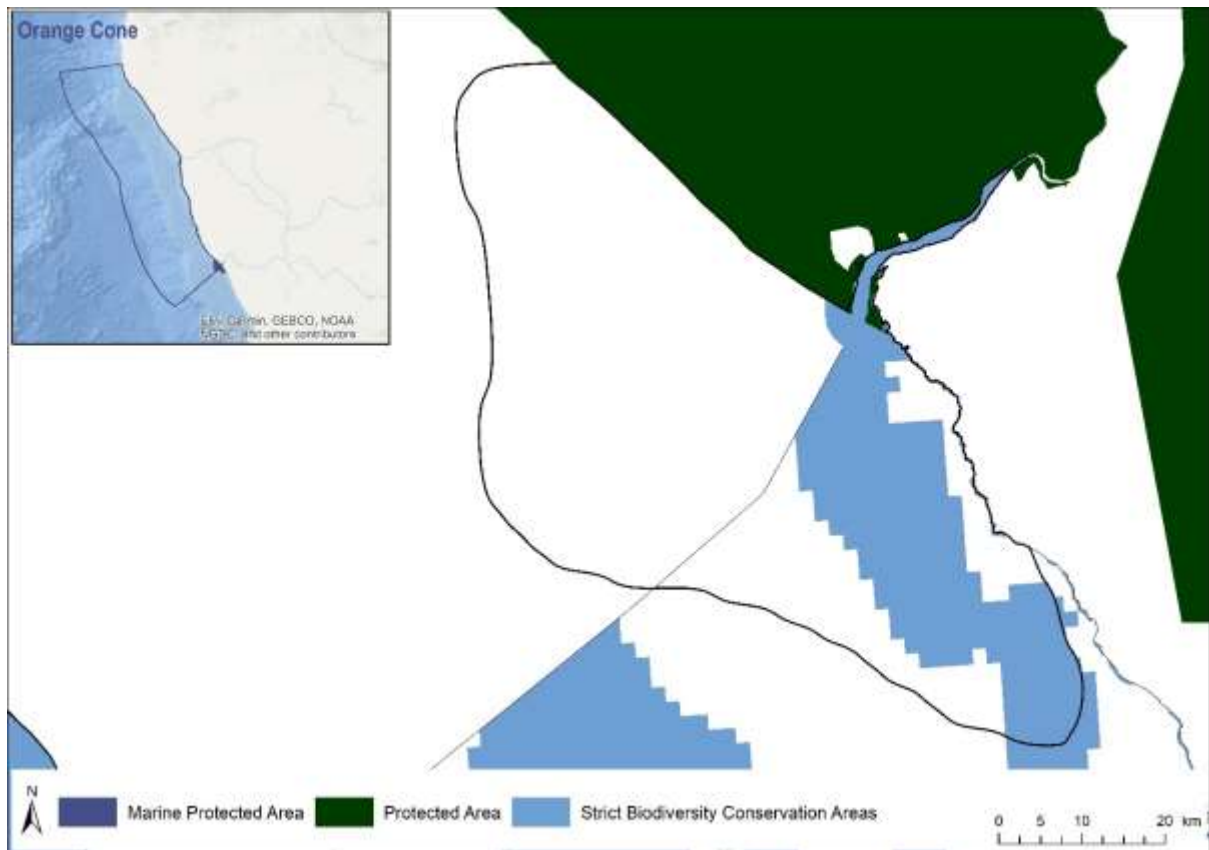 Orange Cone
Esri, Garmin, GEBCO, NOAA
NGDC, and other contributors
N
Marine Protected Area
Protected Area
Strict Biodiversity Conservation Areas
0 5 10 20 km